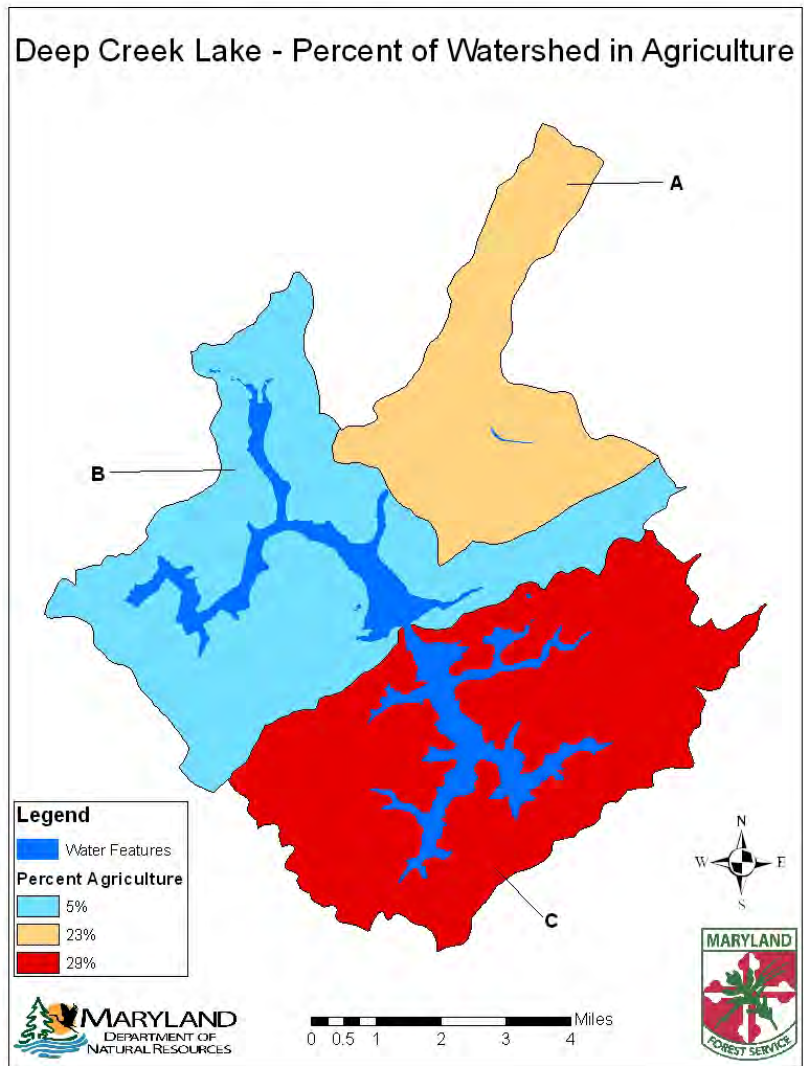 Deep Creek Lake - Percent of Watershed in Agriculture
A
B
C
Legend
Water Features
Percent Agriculture
5%
23%
29%
N
W E
S
MARYLAND
DEPARTMENT OF
NATURAL RESOURCES
0 0.5 1 2 3 4 Miles
MARYLAND
FOREST SERVICE